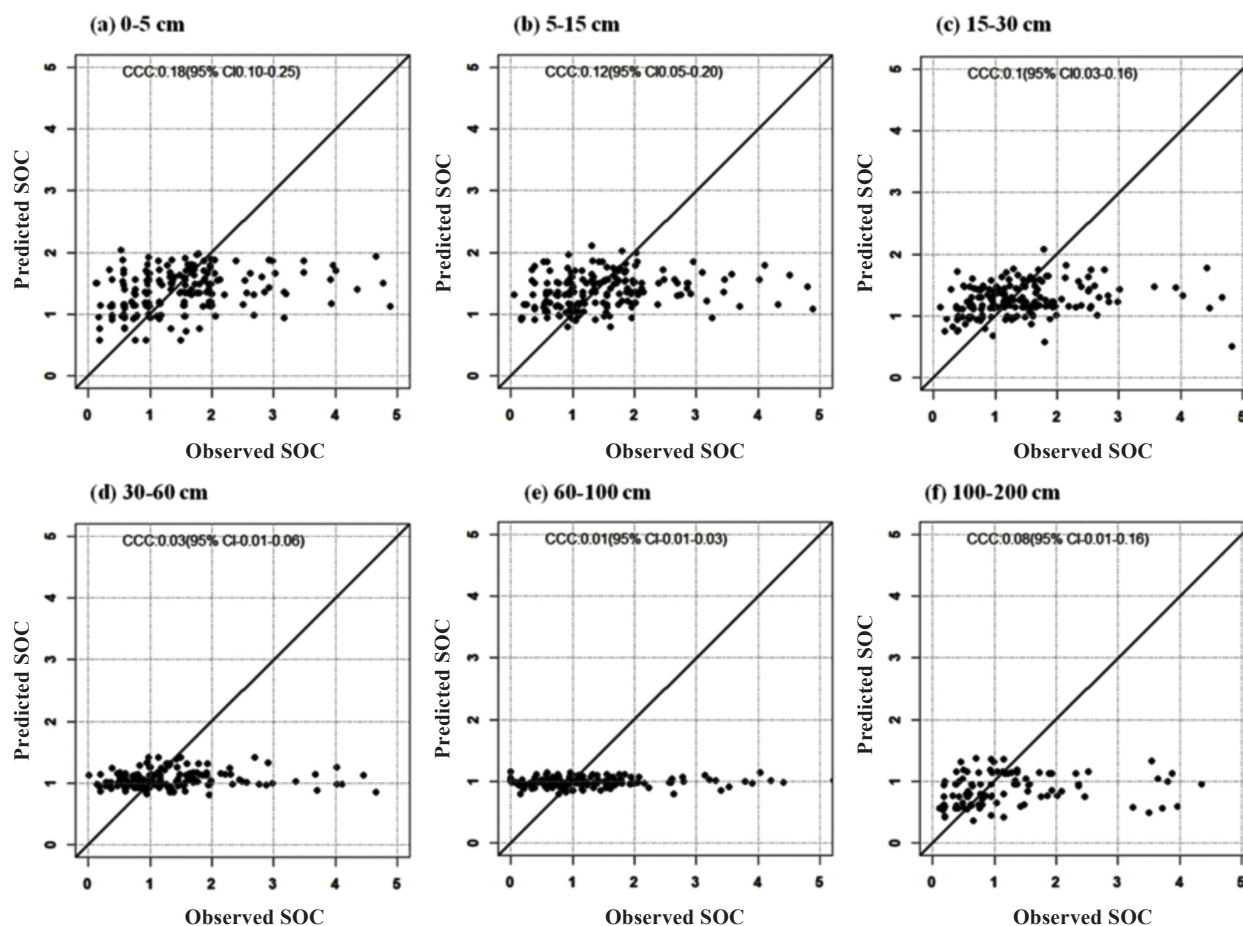 (a) 0-5 cm
CCC:0.18(95% CI0.10-0.25)
Predicted SOC
5
4
3
2
1
0
0 1 2 3 4 5
Observed SOC
(b) 5-15 cm
CCC:0.12(95% CI0.05-0.20)
Predicted SOC
5
4
3
2
1
0
0 1 2 3 4 5
Observed SOC
(c) 15-30 cm
CCC:0.1(95% CI0.03-0.16)
Predicted SOC
5
4
3
2
1
0
0 1 2 3 4 5
Observed SOC
(d) 30-60 cm
CCC:0.03(95% CI-0.01-0.06)
Predicted SOC
5
4
3
2
1
0
0 1 2 3 4 5
Observed SOC
(e) 60-100 cm
CCC:0.01(95% CI-0.01-0.03)
Predicted SOC
5
4
3
2
1
0
0 1 2 3 4 5
Observed SOC
(f) 100-200 cm
CCC:0.08(95% CI-0.01-0.16)
Predicted SOC
5
4
3
2
1
0
0 1 2 3 4 5
Observed SOC